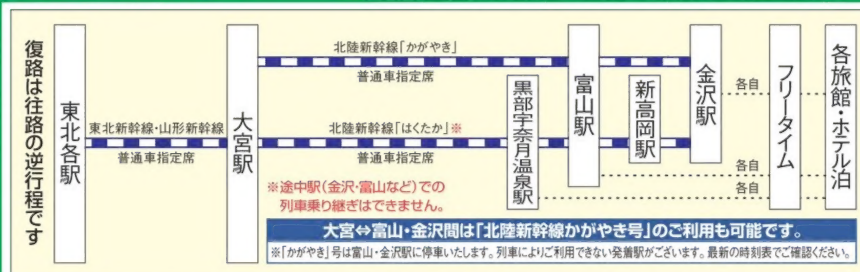 復路は往路の逆行程です
東北各駅
東北新幹線・山形新幹線
普通車指定席
大宮駅
北陸新幹線「かがやき」
普通車指定席
北陸新幹線「はくたか」※
普通車指定席
※途中駅(金沢・富山など)での
列車乗り継ぎはできません。
黒部宇奈月温泉駅
富山駅
新高岡駅
金沢駅
各自
各自
各自
フリータイム
各旅館・ホテル泊
大宮⇔富山・金沢間は「北陸新幹線かがやき号」のご利用も可能です。
※「かがやき」号は富山・金沢駅に停車いたします。列車によりご利用できない発着駅がございます。最新の時刻表でご確認ください。